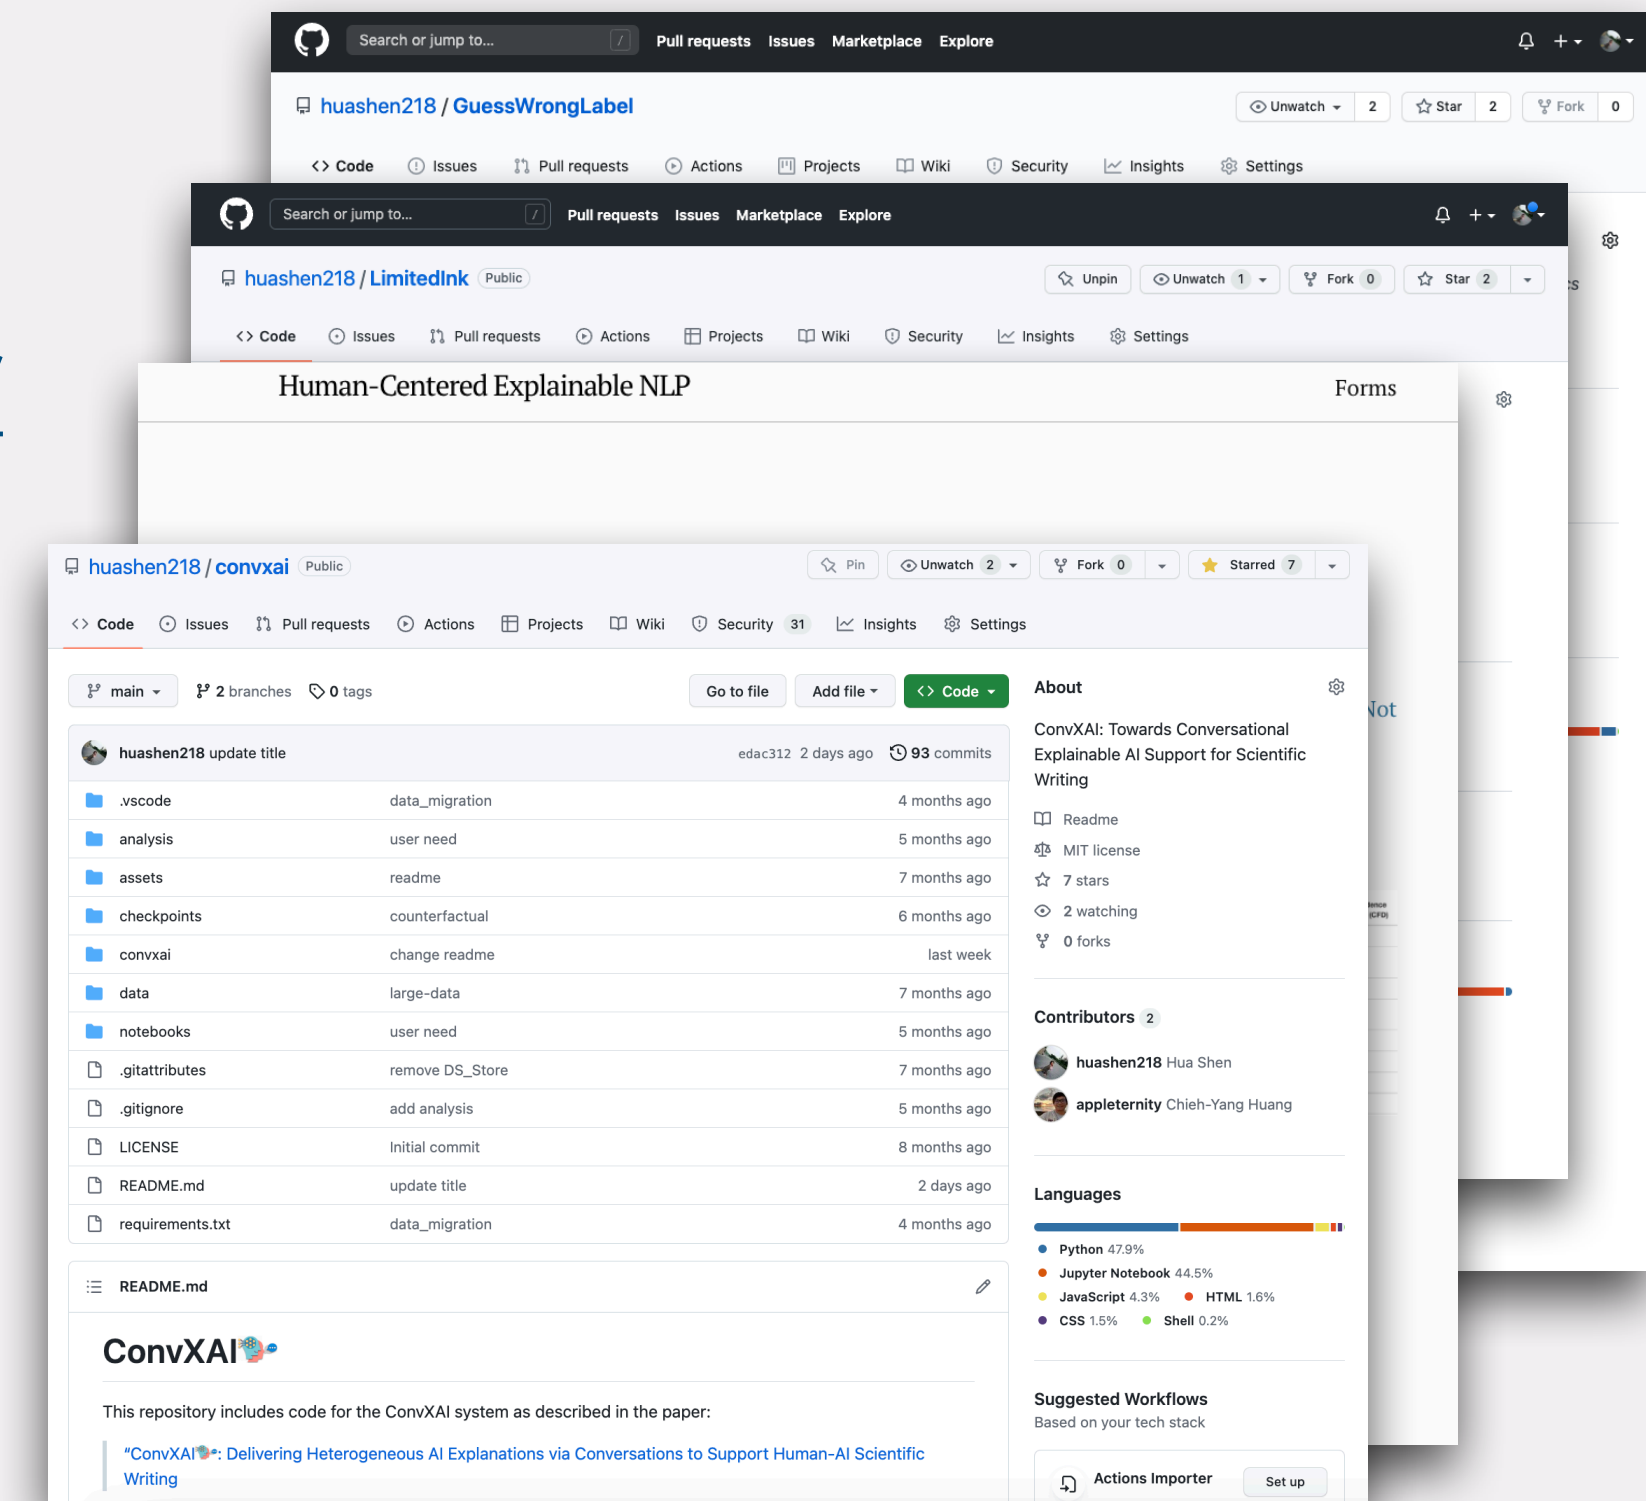 Search or jump to... /
Pull requests Issues Marketplace Explore
huashen218 / GuessWrongLabel
Unwatch 2 Star 2 Fork 0
Code Issues Pull requests Actions Projects Wiki Security Insights Settings
Search or jump to... /
Pull requests Issues Marketplace Explore
huashen218 / LimitedInk Public
Unpin Unwatch 1 Fork 0 Star 2
Code Issues Pull requests Actions Projects Wiki Security Insights Settings
Human-Centered Explainable NLP Forms
huashen218 / convxai Public
Pin Unwatch 2 Fork 0 Starred 7
Code Issues Pull requests Actions Projects Wiki Security 31 Insights Settings
main 2 branches 0 tags
Go to file Add file Code
huashen218 update title edac312 2 days ago 93 commits
.vscode data_migration 4 months ago
analysis user need 5 months ago
assets readme 7 months ago
checkpoints counterfactual 6 months ago
convxai change readme last week
data large-data 7 months ago
notebooks user need 5 months ago
.gitattributes remove DS_Store 7 months ago
.gitignore add analysis 5 months ago
LICENSE Initial commit 8 months ago
README.md update title 2 days ago
requirements.txt data_migration 4 months ago
README.md
ConvXAI
This repository includes code for the ConvXAI system as described in the paper:
“ConvXAI: Delivering Heterogeneous AI Explanations via Conversations to Support Human-AI Scientific
Writing
About
ConvXAI: Towards Conversational
Explainable AI Support for Scientific
Writing
Readme
MIT license
7 stars
2 watching
0 forks
Contributors 2
huashen218 Hua Shen
appleternity Chieh-Yang Huang
Languages
Python 47.9%
Jupyter Notebook 44.5%
JavaScript 4.3% HTML 1.6%
CSS 1.5% Shell 0.2%
Suggested Workflows
Based on your tech stack
Actions Importer Set up
Not
(CFD)